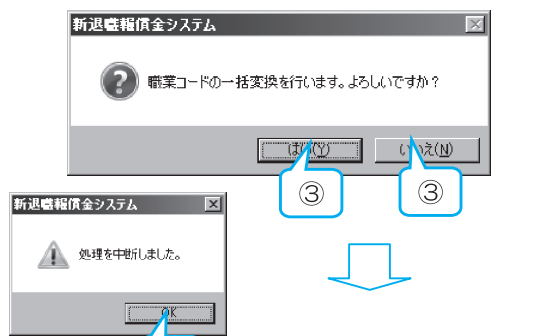 新退職報償金システム
職業コードの一括変換を行います。よろしいですか？
はい(Y)
いいえ(N)
③
③
新退職報償金システム
処理を中断しました。
OK